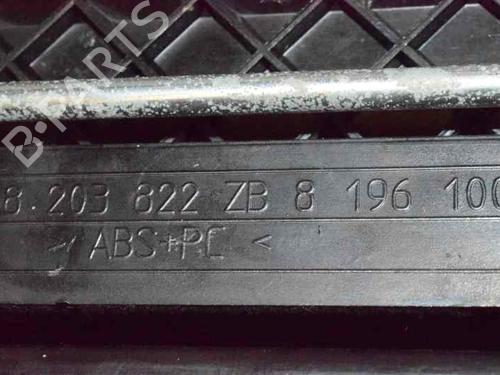 B-PARTS
8.203 822 ZB 8 196 100
> ABS+PC <